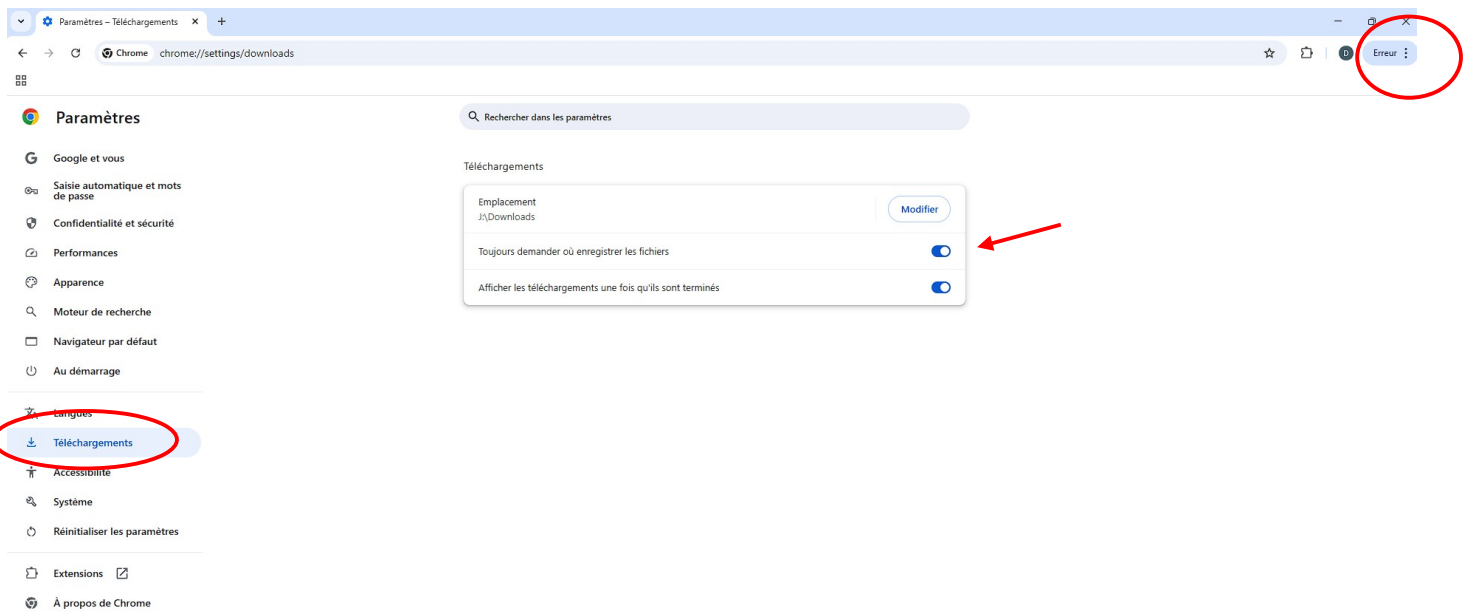 Paramètres – Téléchargements
Chrome chrome://settings/downloads
D
Erreur
Paramètres
Rechercher dans les paramètres
Google et vous
Saisie automatique et mots
de passe
Confidentialité et sécurité
Performances
Apparence
Moteur de recherche
Navigateur par défaut
Au démarrage
Langues
Téléchargements
Accessibilité
Système
Réinitialiser les paramètres
Extensions
À propos de Chrome
Téléchargements
Emplacement
J:\Downloads
Modifier
Toujours demander où enregistrer les fichiers
Afficher les téléchargements une fois qu'ils sont terminés